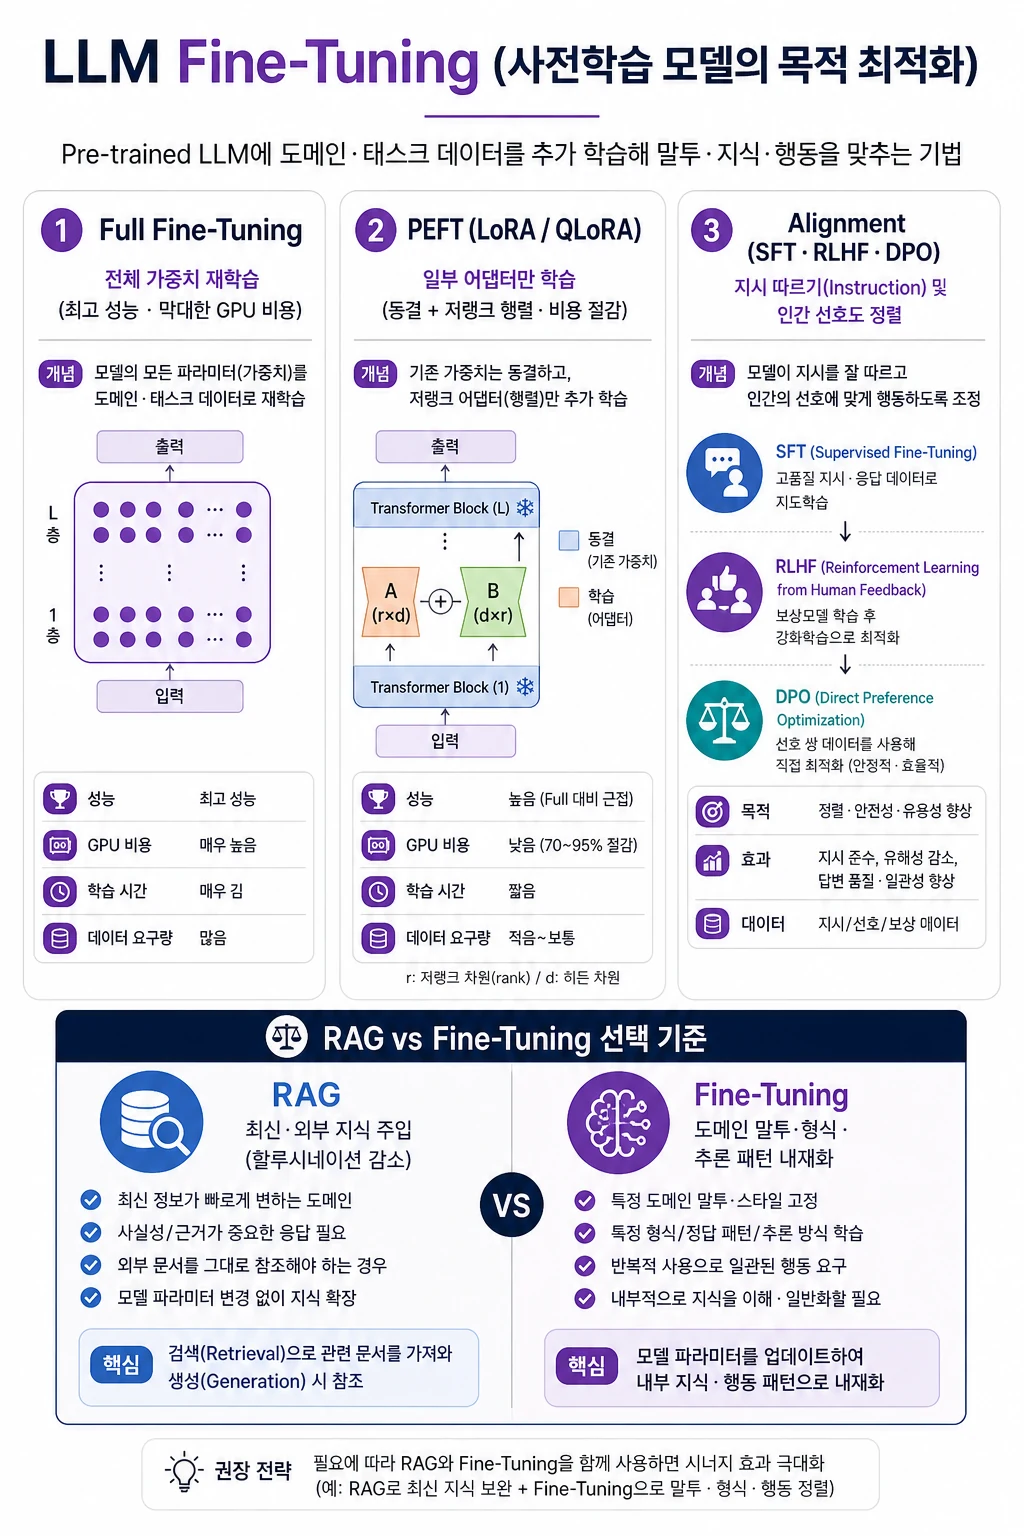 LLM Fine-Tuning (사전학습 모델의 목적 최적화)
Pre-trained LLM에 도메인·태스크 데이터를 추가 학습해 말투·지식·행동을 맞추는 기법
1 Full Fine-Tuning
전체 가중치 재학습
(최고 성능 · 막대한 GPU 비용)
개념 모델의 모든 파라미터(가중치)를
도메인·태스크 데이터로 재학습
출력
L
층
...
...
⋮ ⋮ ⋮
1
층
...
...
입력
성능 최고 성능
GPU 비용 매우 높음
학습 시간 매우 김
데이터 요구량 많음
2 PEFT (LoRA / QLoRA)
일부 어댑터만 학습
(동결 + 저랭크 행렬 · 비용 절감)
개념 기존 가중치는 동결하고,
저랭크 어댑터(행렬)만 추가 학습
출력
Transformer Block (L)
⋮
A
(r×d)
+
B
(d×r)
Transformer Block (1)
입력
동결
(기존 가중치)
학습
(어댑터)
성능 높음 (Full 대비 근접)
GPU 비용 낮음 (70~95% 절감)
학습 시간 짧음
데이터 요구량 적음~보통
r: 저랭크 차원(rank) / d: 히든 차원
3 Alignment
(SFT · RLHF · DPO)
지시 따르기(Instruction) 및
인간 선호도 정렬
개념 모델이 지시를 잘 따르고
인간의 선호에 맞게 행동하도록 조정
SFT (Supervised Fine-Tuning)
고품질 지시·응답 데이터로
지도학습
RLHF (Reinforcement Learning
from Human Feedback)
보상모델 학습 후
강화학습으로 최적화
DPO (Direct Preference
Optimization)
선호 쌍 데이터를 사용해
직접 최적화 (안정적·효율적)
목적 정렬·안전성·유용성 향상
효과 지시 준수, 유해성 감소,
답변 품질·일관성 향상
대이터 지시/선호/보상 매이터
RAG vs Fine-Tuning 선택 기준
RAG
최신·외부 지식 주입
(할루시네이션 감소)
최신 정보가 빠르게 변하는 도메인
사실성/근거가 중요한 응답 필요
외부 문서를 그대로 참조해야 하는 경우
모델 파라미터 변경 없이 지식 확장
핵심 검색(Retrieval)으로 관련 문서를 가져와
생성(Generation) 시 참조
VS
Fine-Tuning
도메인 말투·형식·
추론 패턴 내재화
특정 도메인 말투·스타일 고정
특정 형식/정답 패턴/추론 방식 학습
반복적 사용으로 일관된 행동 요구
내부적으로 지식을 이해·일반화할 필요
핵심 모델 파라미터를 업데이트하여
내부 지식·행동 패턴으로 내재화
권장 전략 필요에 따라 RAG와 Fine-Tuning을 함께 사용하면 시너지 효과 극대화
(예: RAG로 최신 지식 보완 + Fine-Tuning으로 말투·형식·행동 정렬)